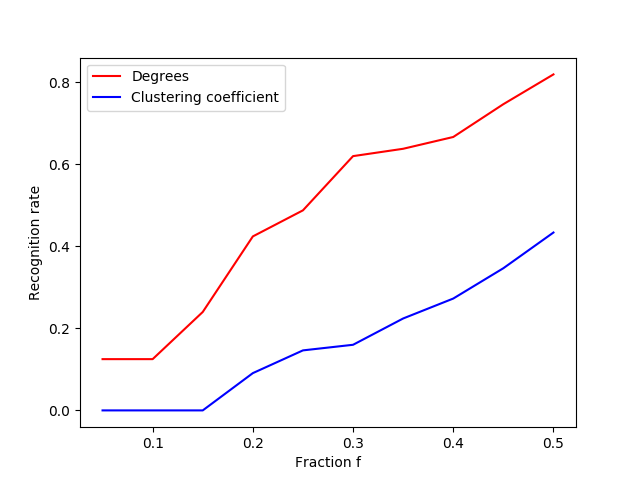 Degrees
Clustering coefficient
0.8
0.6
0.4
0.2
0.0
Recognition rate
0.1 0.2 0.3 0.4 0.5
Fraction f